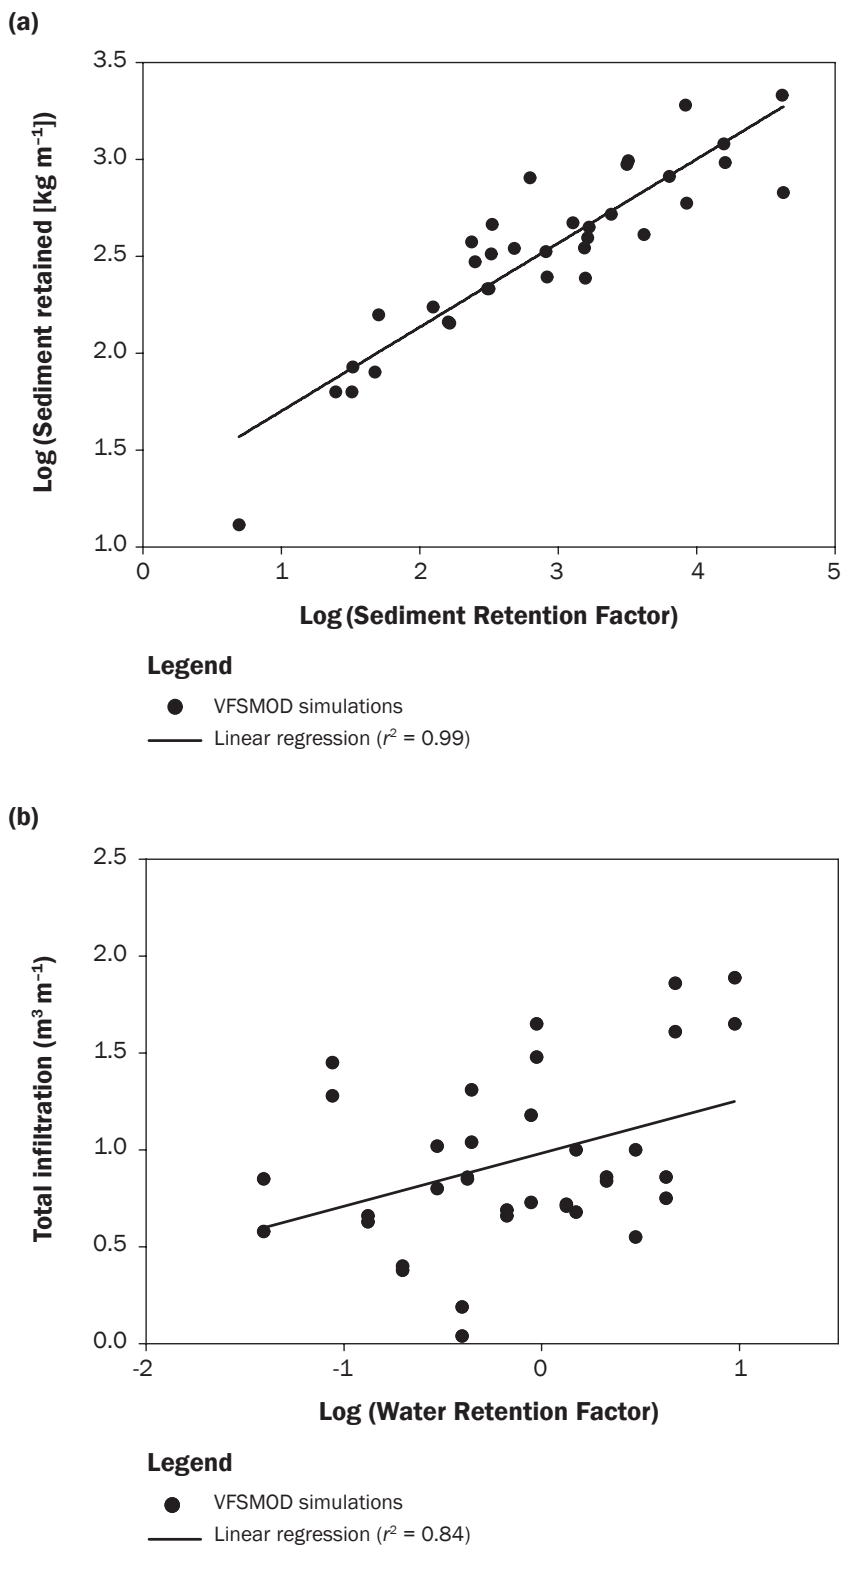 (a)
Log (Sediment retained [kg m⁻¹])
3.5
3.0
2.5
2.0
1.5
1.0
0 1 2 3 4 5
Log (Sediment Retention Factor)
Legend
VFSMOD simulations
Linear regression (r² = 0.99)
(b)
Total infiltration (m³ m⁻¹)
2.5
2.0
1.5
1.0
0.5
0.0
-2 -1 0 1
Log (Water Retention Factor)
Legend
VFSMOD simulations
Linear regression (r² = 0.84)